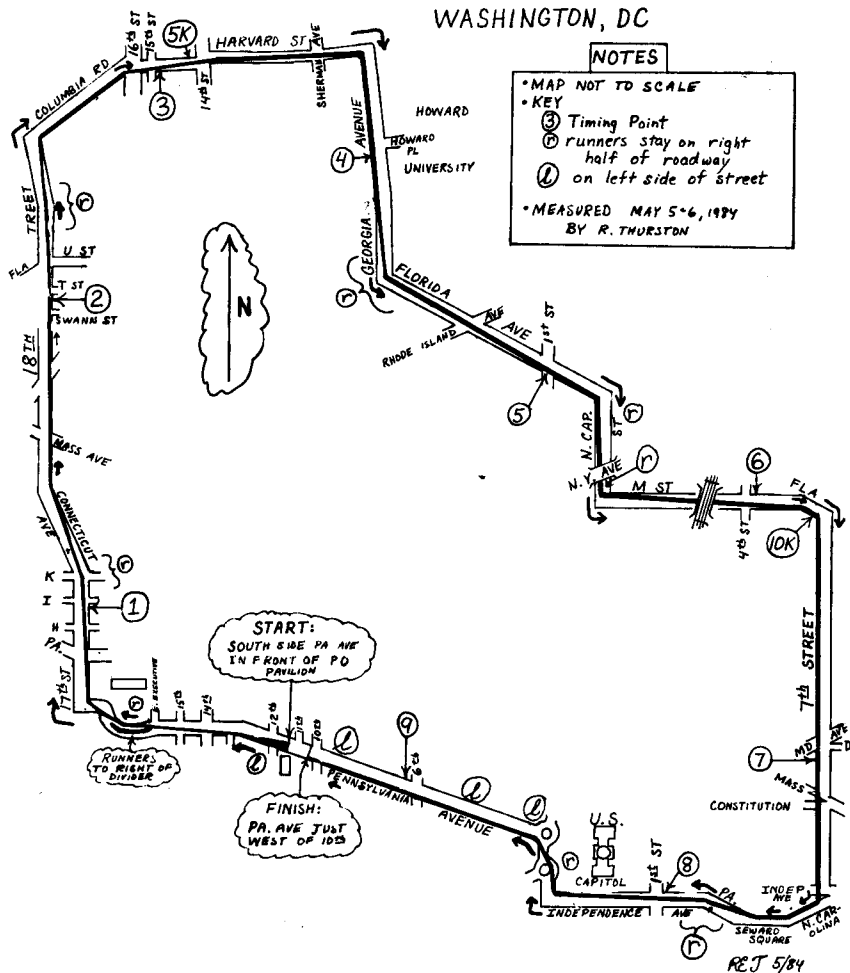 WASHINGTON, DC
NOTES
• MAP NOT TO SCALE
• KEY
③ Timing Point
ⓡ runners stay on right
half of roadway
ⓛ on left side of street
• MEASURED MAY 5+6, 1984
BY R. THURSTON
16th ST
15th ST
5K
HARVARD ST
SHERMAN AVE
14th ST
3
COLUMBIA RD
HOWARD
HOWARD
PL
UNIVERSITY
AVENUE
4
GEORGIA
r
TREET
r
U ST
FLA
T ST
2
SWANN ST
18TH
N
FLORIDA
AVE
RHODE ISLAND
AVE
1st ST
5
r
N. CAP.
ST
N.Y. AVE
r
M ST
6
FLA
4th ST
10K
MASS AVE
CONNECTICUT
AVE
r
K
I
H
PA.
1
17th ST
START:
SOUTH SIDE PA AVE
IN FRONT OF PO
PAVILION
S. EXECUTIVE
15th
14th
12th
11th
10th
r
RUNNERS
TO RIGHT OF
DIVIDER
l
l
9
6th
PENNSYLVANIA
AVENUE
l
l
FINISH:
PA. AVE JUST
WEST OF 10th
7th STREET
MD AVE
D
7
MASS
CONSTITUTION
U.S.
CAPITOL
r
1st ST
8
PA.
INDEP
AVE
INDEPENDENCE
AVE
r
SEWARD
SQUARE
N. CAR-
OLINA
RET 5/84